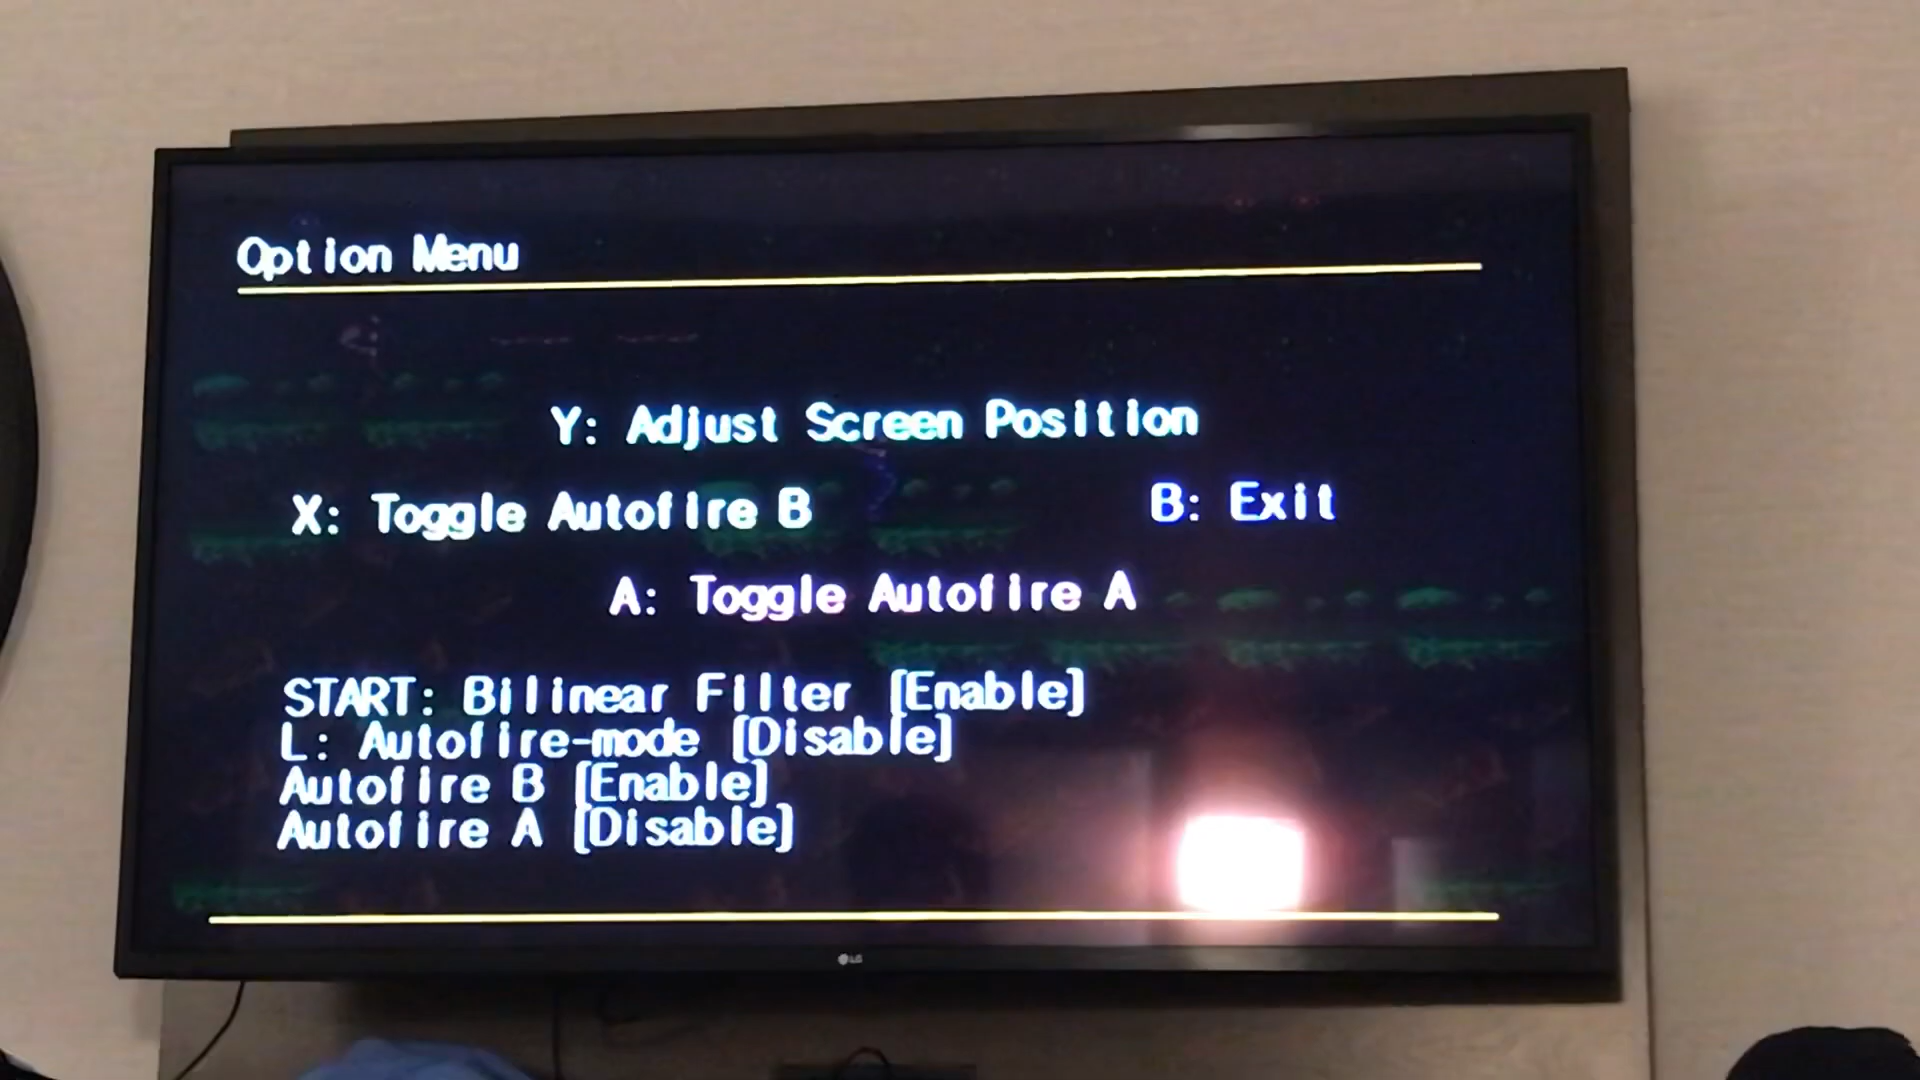 Option Menu
Y: Adjust Screen Position
X: Toggle Autofire B
B: Exit
A: Toggle Autofire A
START: Bilinear Filter [Enable]
L: Autofire-mode [Disable]
Autofire B [Enable]
Autofire A [Disable]
LG